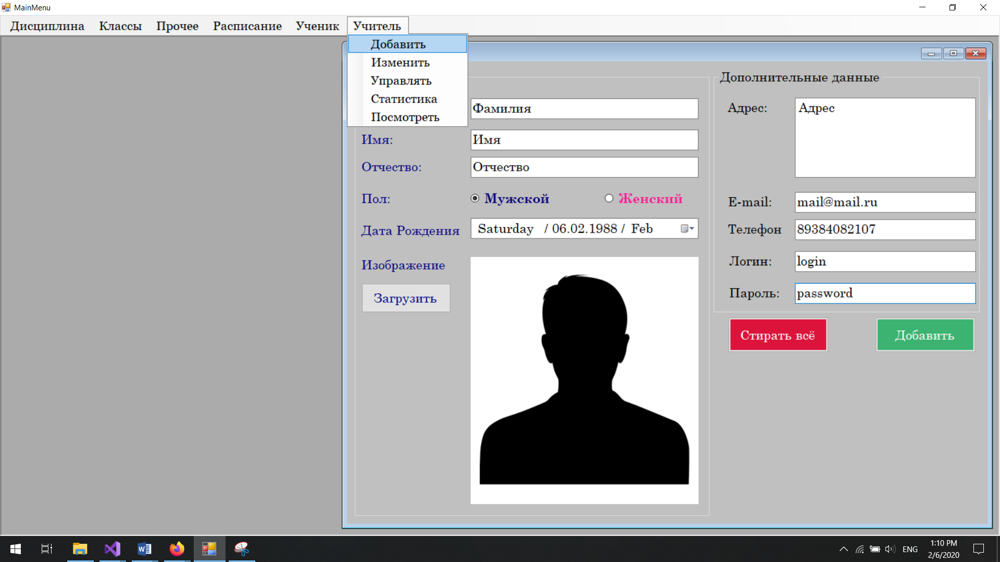 MainMenu
Дисциплина Классы Прочее Расписание Ученик Учитель
Добавить
Изменить
Управлять
Статистика
Посмотреть
Фамилия
Имя: Имя
Отчество: Отчество
Пол: Мужской Женский
Дата Рождения Saturday / 06.02.1988 / Feb
Изображение
Загрузить
Дополнительные данные
Адрес: Адрес
E-mail: mail@mail.ru
Телефон 89384082107
Логин: login
Пароль: password
Стирать всё Добавить
ENG
1:10 PM
2/6/2020